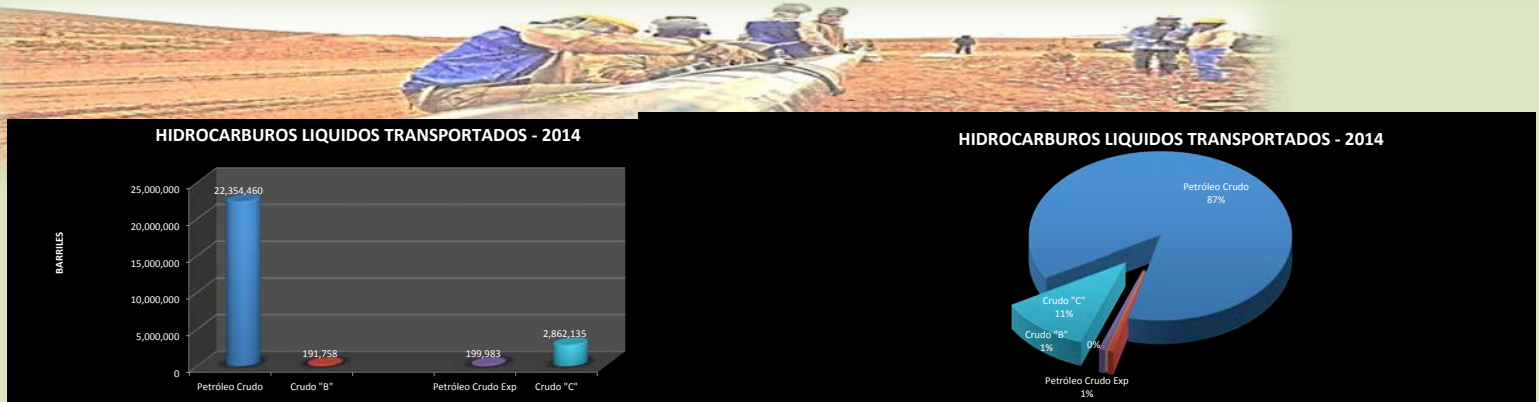 HIDROCARBUROS LIQUIDOS TRANSPORTADOS - 2014
BARRILES
25,000,000
20,000,000
15,000,000
10,000,000
5,000,000
0
22,354,460
191,758
199,983
2,862,135
Petróleo Crudo
Crudo "B"
Petróleo Crudo Exp
Crudo "C"
HIDROCARBUROS LIQUIDOS TRANSPORTADOS - 2014
Petróleo Crudo
87%
Crudo "C"
11%
Crudo "B"
1%
0%
Petróleo Crudo Exp
1%